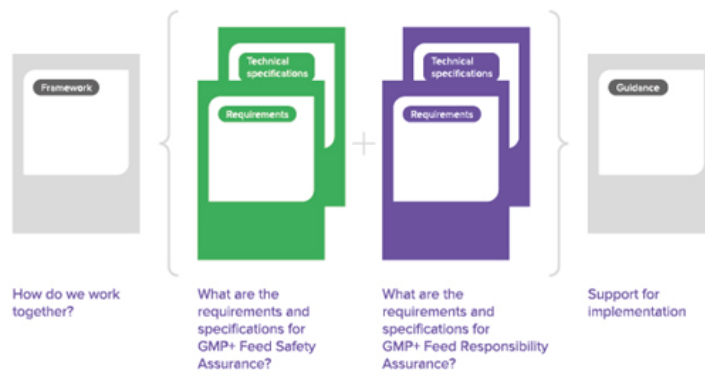 Framework
Technical
specifications
Requirements
Technical
specifications
Requirements
Guidance
How do we work
together?
What are the
requirements and
specifications for
GMP+ Feed Safety
Assurance?
What are the
requirements and
specifications for
GMP+ Feed Responsibility
Assurance?
Support for
implementation